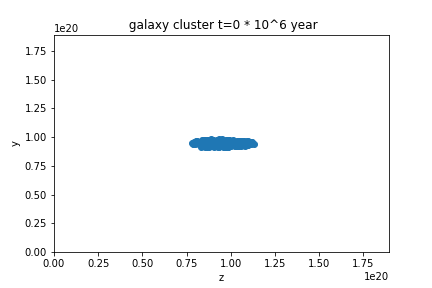 galaxy cluster t=0 * 10^6 year
1e20
1.75
1.50
1.25
1.00
0.75
0.50
0.25
0.00
y
0.00 0.25 0.50 0.75 1.00 1.25 1.50 1.75
z
1e20